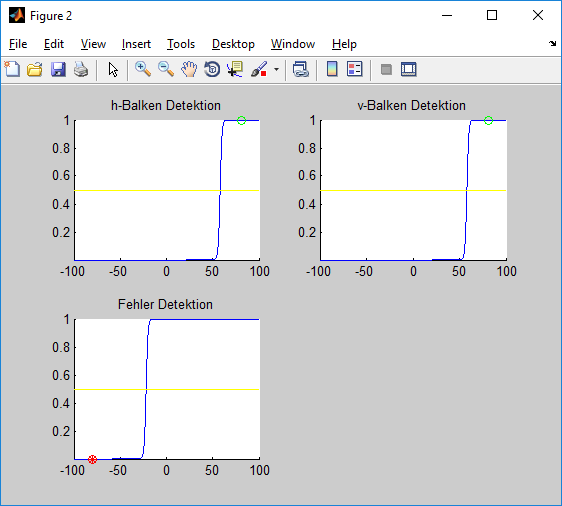 Figure 2
File Edit View Insert Tools Desktop Window Help
h-Balken Detektion
1
0.8
0.6
0.4
0.2
-100 -50 0 50 100
v-Balken Detektion
1
0.8
0.6
0.4
0.2
-100 -50 0 50 100
Fehler Detektion
1
0.8
0.6
0.4
0.2
-100 -50 0 50 100